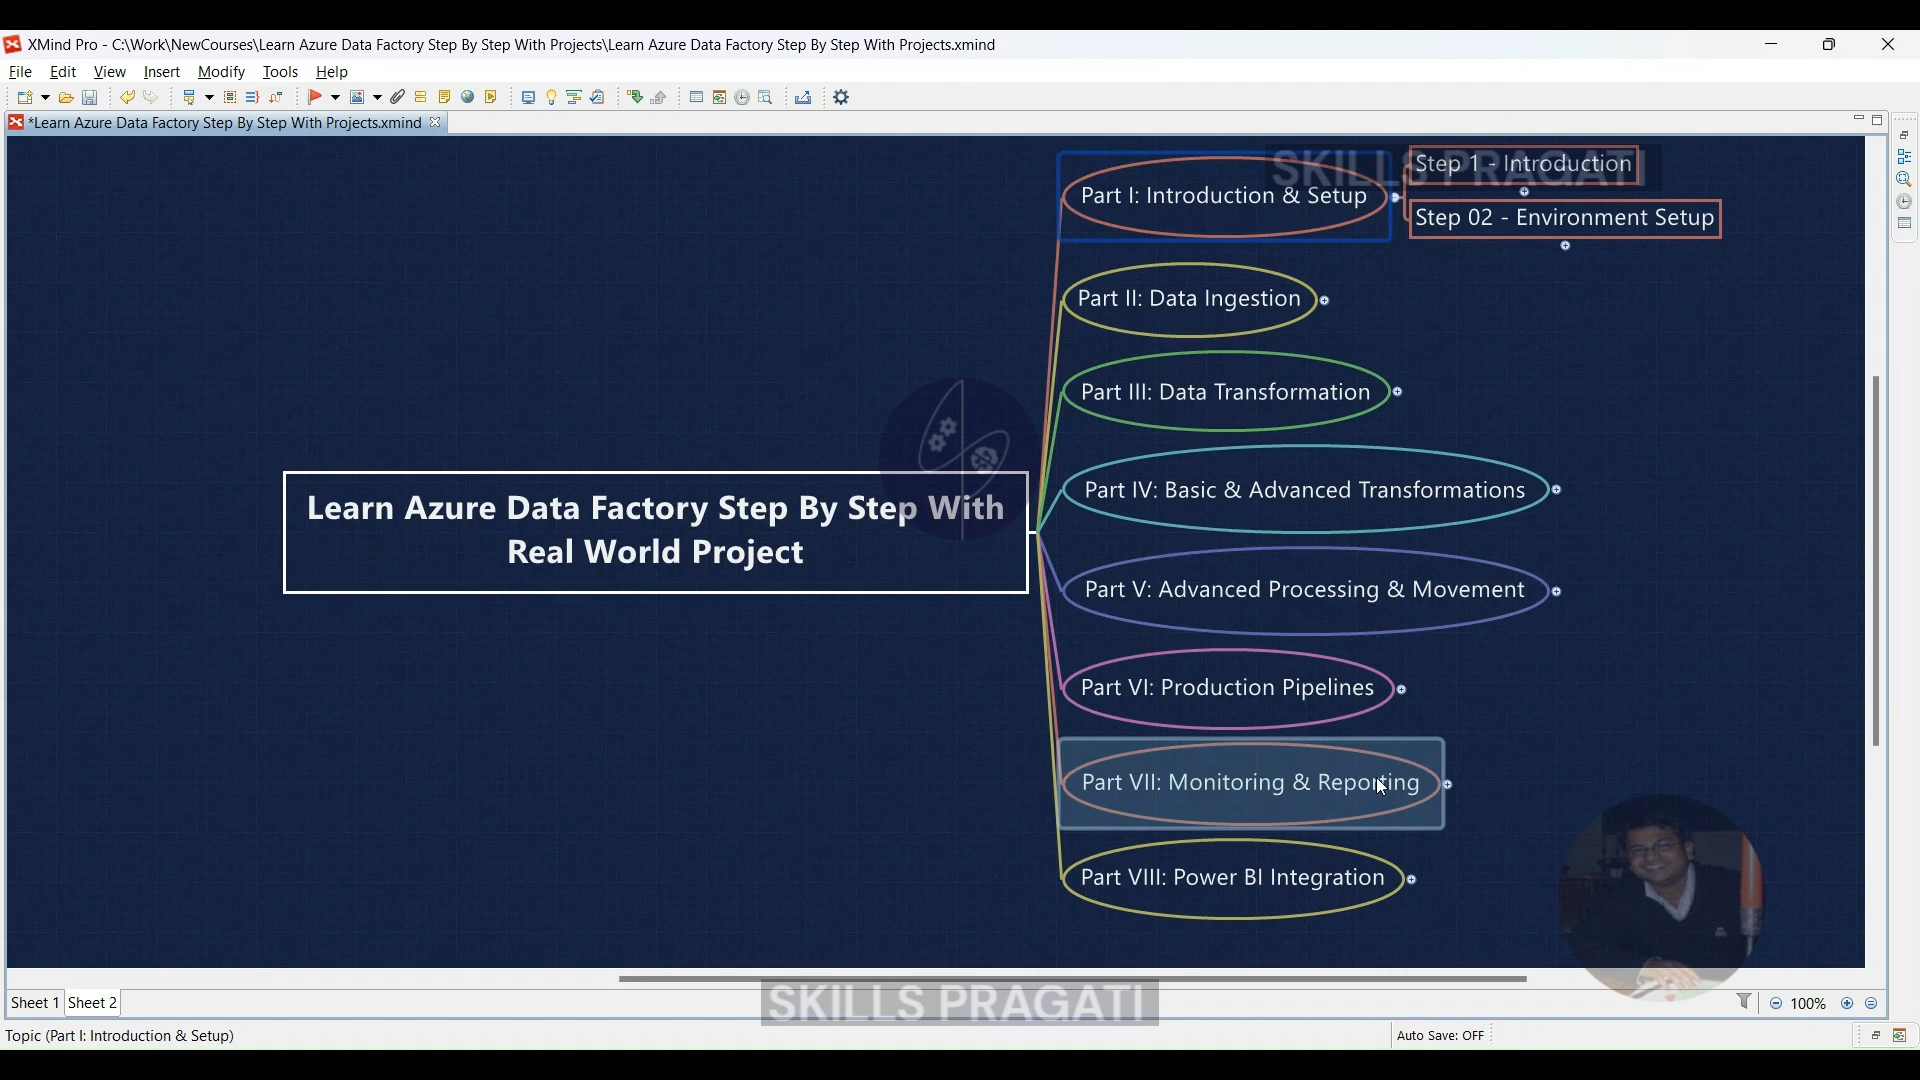 XMind Pro - C:\Work\NewCourses\Learn Azure Data Factory Step By Step With Projects\Learn Azure Data Factory Step By Step With Projects.xmind
File Edit View Insert Modify Tools Help
*Learn Azure Data Factory Step By Step With Projects.xmind
SKILLS PRAGATI
Step 1 - Introduction
Part I: Introduction & Setup
Step 02 - Environment Setup
Part II: Data Ingestion
Part III: Data Transformation
Part IV: Basic & Advanced Transformations
Learn Azure Data Factory Step By Step With
Real World Project
Part V: Advanced Processing & Movement
Part VI: Production Pipelines
Part VII: Monitoring & Reporting
Part VIII: Power BI Integration
Sheet 1 Sheet 2
SKILLS PRAGATI
100%
Topic (Part I: Introduction & Setup)
Auto Save: OFF